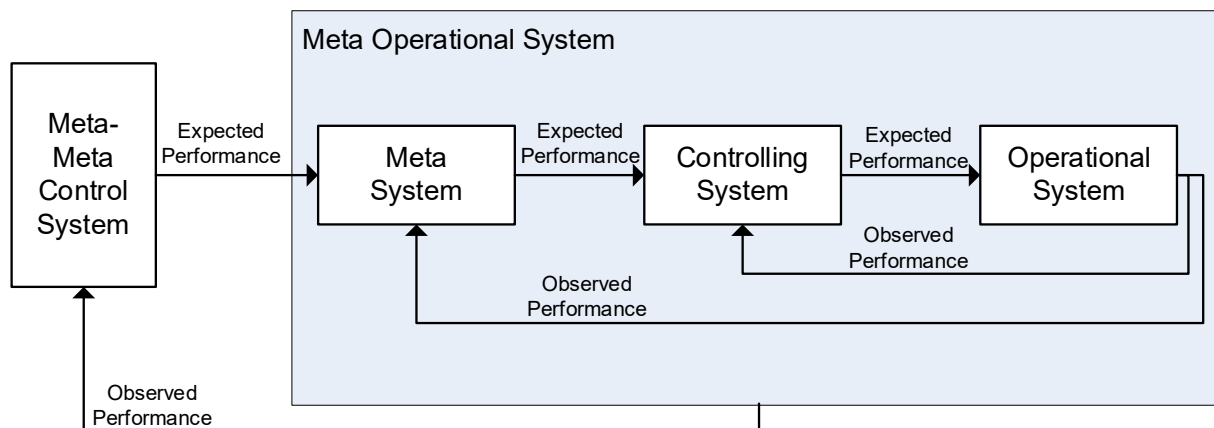 Meta Operational System
Meta-
Meta
Control
System
Expected
Performance
Meta
System
Expected
Performance
Controlling
System
Expected
Performance
Operational
System
Observed
Performance
Observed
Performance
Observed
Performance